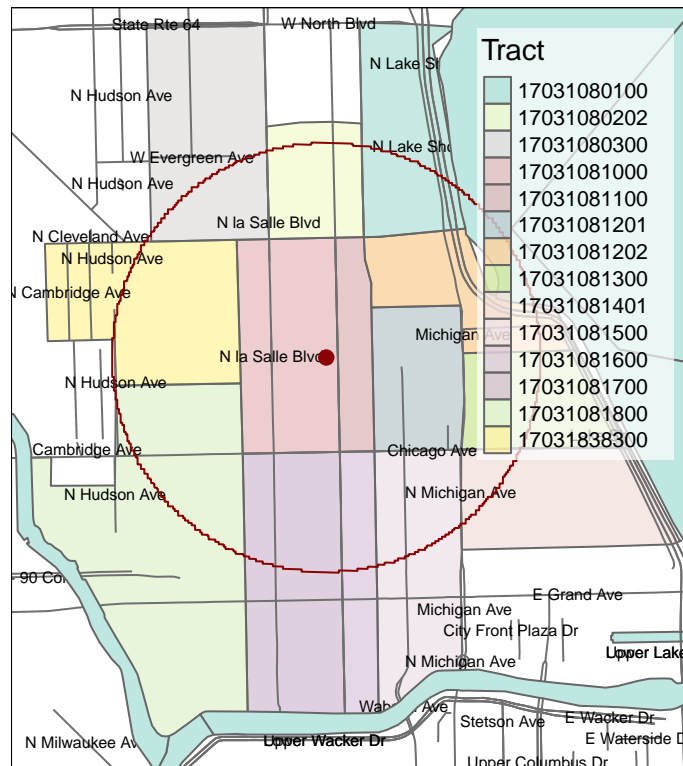 State Rte 64
W North Blvd
Tract
N Lake Sh
N Hudson Ave
17031080100
17031080202
17031080300
17031081000
17031081100
17031081201
17031081202
17031081300
17031081401
17031081500
17031081600
17031081700
17031081800
17031838300
N Lake Sho
W Evergreen Ave
N Hudson Ave
N la Salle Blvd
N Cleveland Ave
N Hudson Ave
N Cambridge Ave
Michigan Ave
N la Salle Blvd
N Hudson Ave
Cambridge Ave
Chicago Ave
N Hudson Ave
N Michigan Ave
90 Co
E Grand Ave
Michigan Ave
City Front Plaza Dr
Upper Lake
N Michigan Ave
Wabash Ave
Stetson Ave
E Wacker Dr
N Milwaukee Av
Upper Wacker Dr
E Waterside D
Upper Columbus Dr